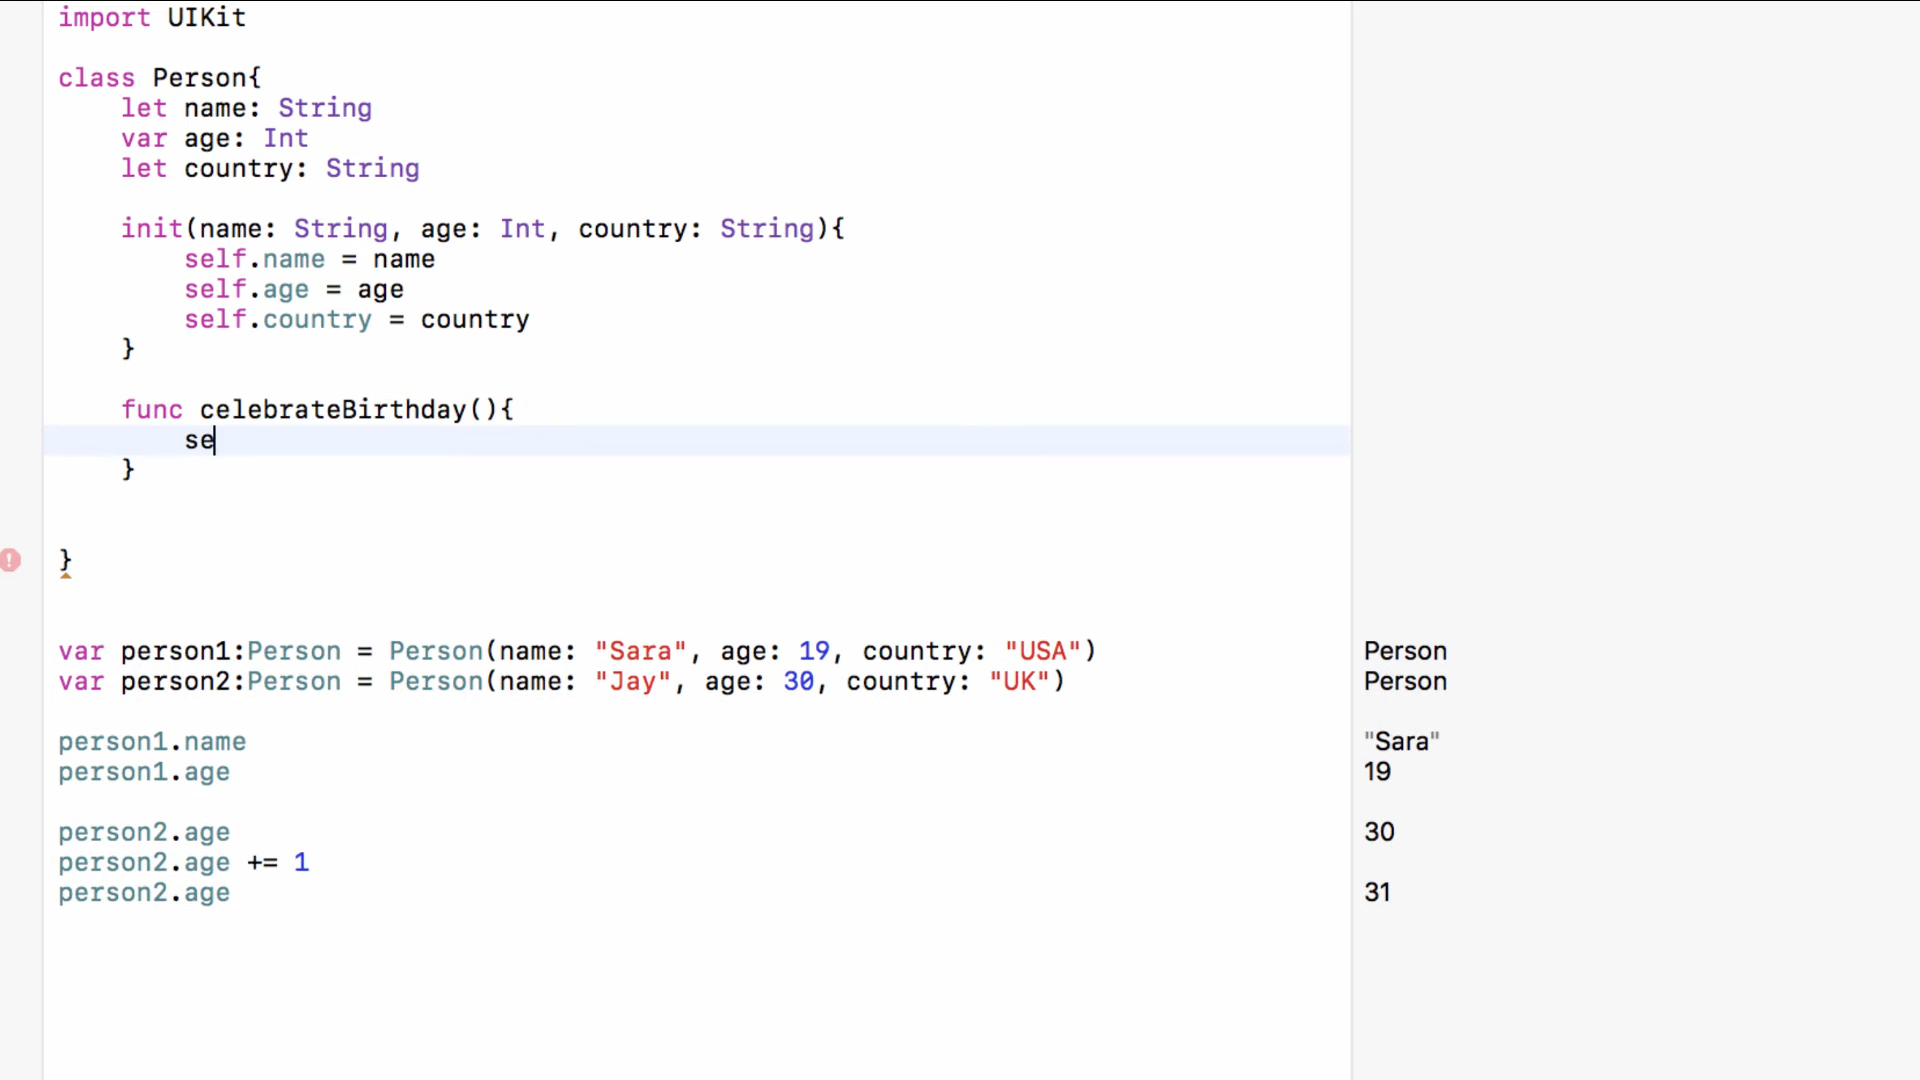 import UIKit
class Person{
let name: String
var age: Int
let country: String
init(name: String, age: Int, country: String){
self.name = name
self.age = age
self.country = country
}
func celebrateBirthday(){
se
}
}
var person1:Person = Person(name: "Sara", age: 19, country: "USA") Person
var person2:Person = Person(name: "Jay", age: 30, country: "UK") Person
person1.name "Sara"
person1.age 19
person2.age 30
person2.age += 1
person2.age 31